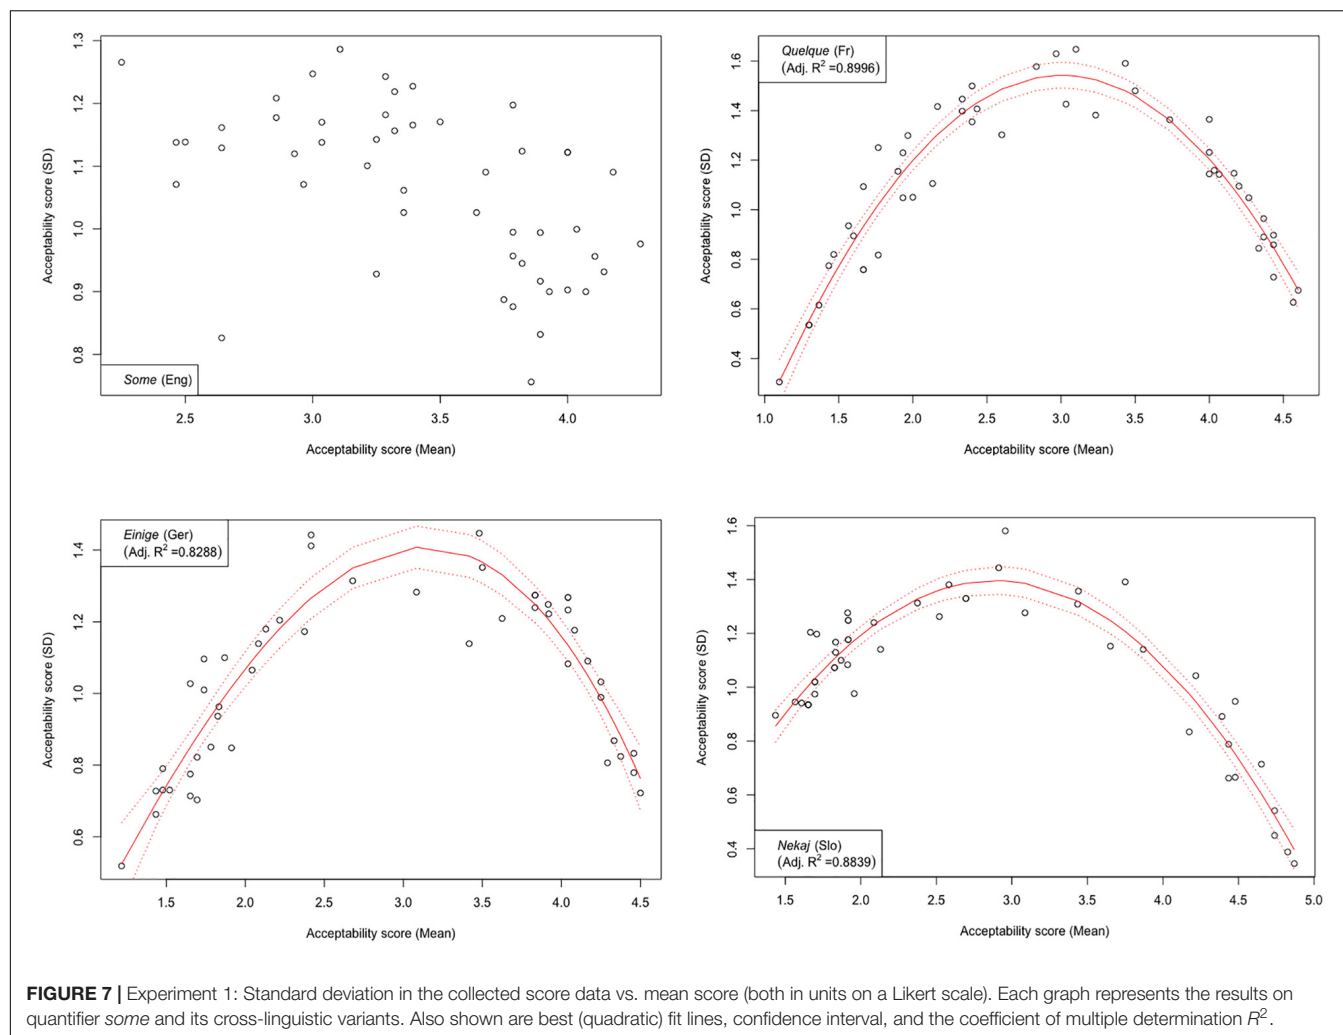 Some (Eng)
Acceptability score (SD)
0.8 0.9 1.0 1.1 1.2 1.3
2.5 3.0 3.5 4.0
Acceptability score (Mean)
Quelque (Fr)
(Adj. R² =0.8996)
Acceptability score (SD)
0.4 0.6 0.8 1.0 1.2 1.4 1.6
1.0 1.5 2.0 2.5 3.0 3.5 4.0 4.5
Acceptability score (Mean)
Einige (Ger)
(Adj. R² =0.8288)
Acceptability score (SD)
0.6 0.8 1.0 1.2 1.4
1.5 2.0 2.5 3.0 3.5 4.0 4.5
Acceptability score (Mean)
Nekaj (Slo)
(Adj. R² =0.8839)
Acceptability score (SD)
0.4 0.6 0.8 1.0 1.2 1.4 1.6
1.5 2.0 2.5 3.0 3.5 4.0 4.5 5.0
Acceptability score (Mean)
FIGURE 7 | Experiment 1: Standard deviation in the collected score data vs. mean score (both in units on a Likert scale). Each graph represents the results on
quantifier some and its cross-linguistic variants. Also shown are best (quadratic) fit lines, confidence interval, and the coefficient of multiple determination R².